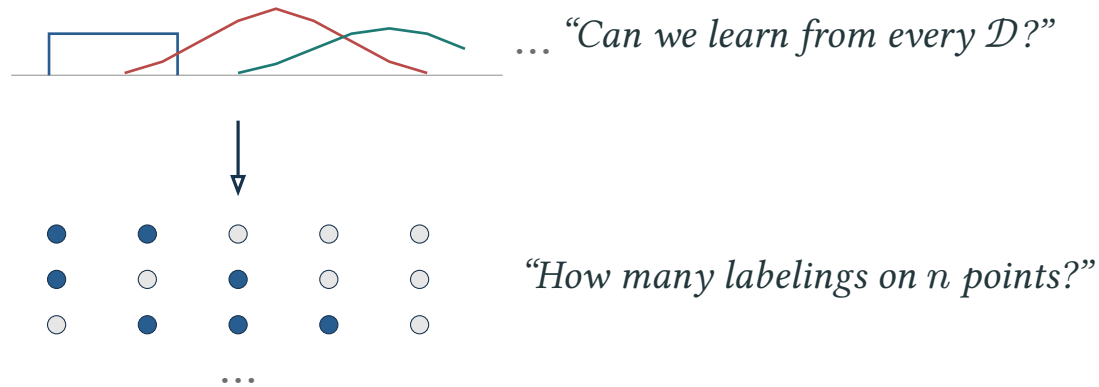 ... “Can we learn from every 𝒟?”
“How many labelings on n points?”
...